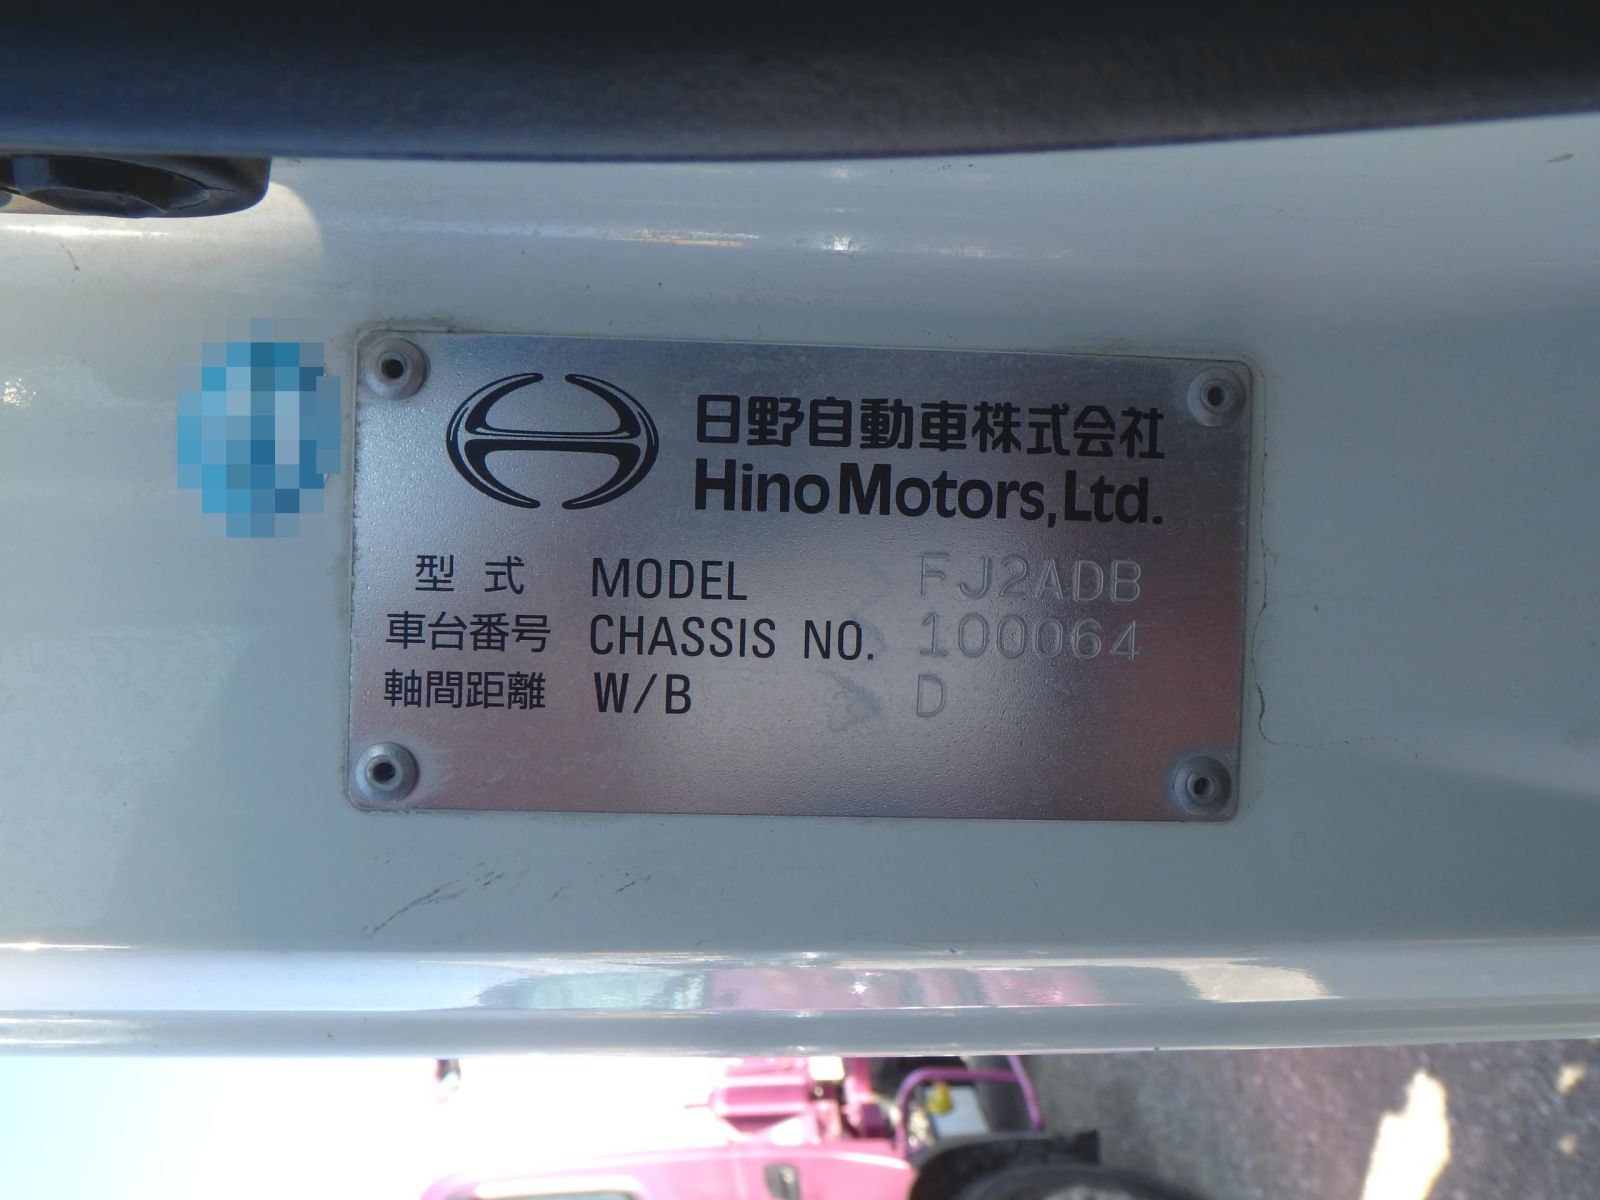 日野自動車株式会社
Hino Motors, Ltd.
型式 MODEL FJ2ADB
車台番号 CHASSIS NO. 100064
軸間距離 W/B D